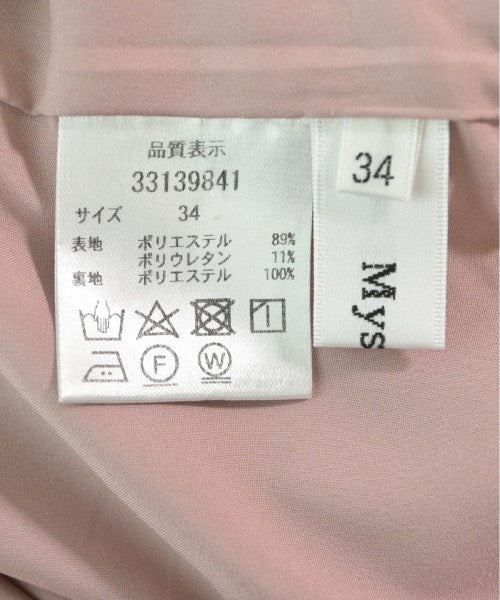 品質表示
33139841
サイズ 34
表地 ポリエステル 89%
ポリウレタン 11%
裏地 ポリエステル 100%
F
W
34
Mys